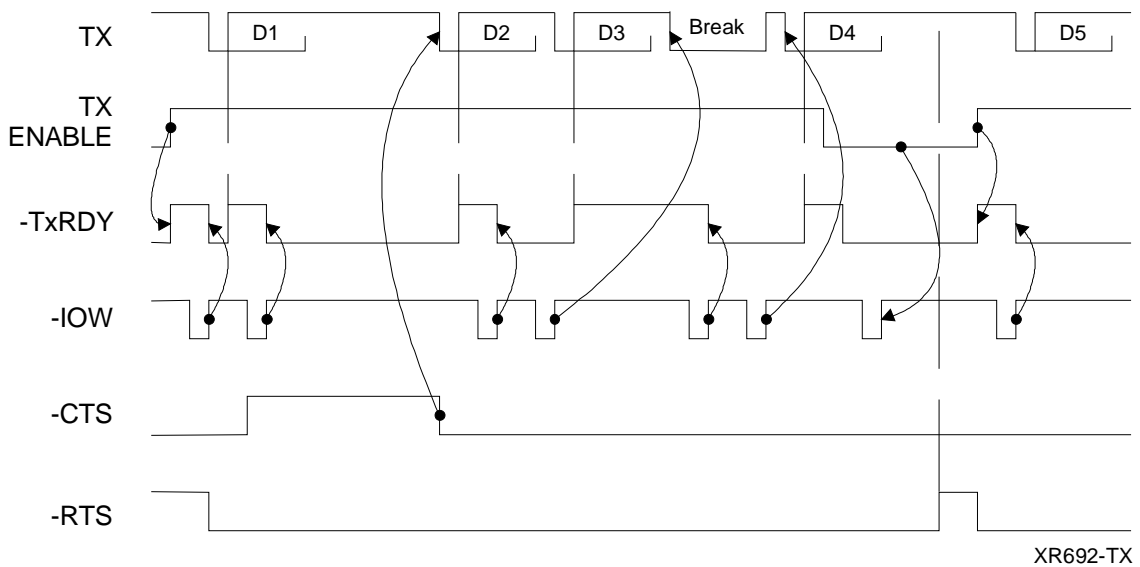 TX
D1
D2
D3
Break
D4
D5
TX
ENABLE
-TxRDY
-IOW
-CTS
-RTS
XR692-TX